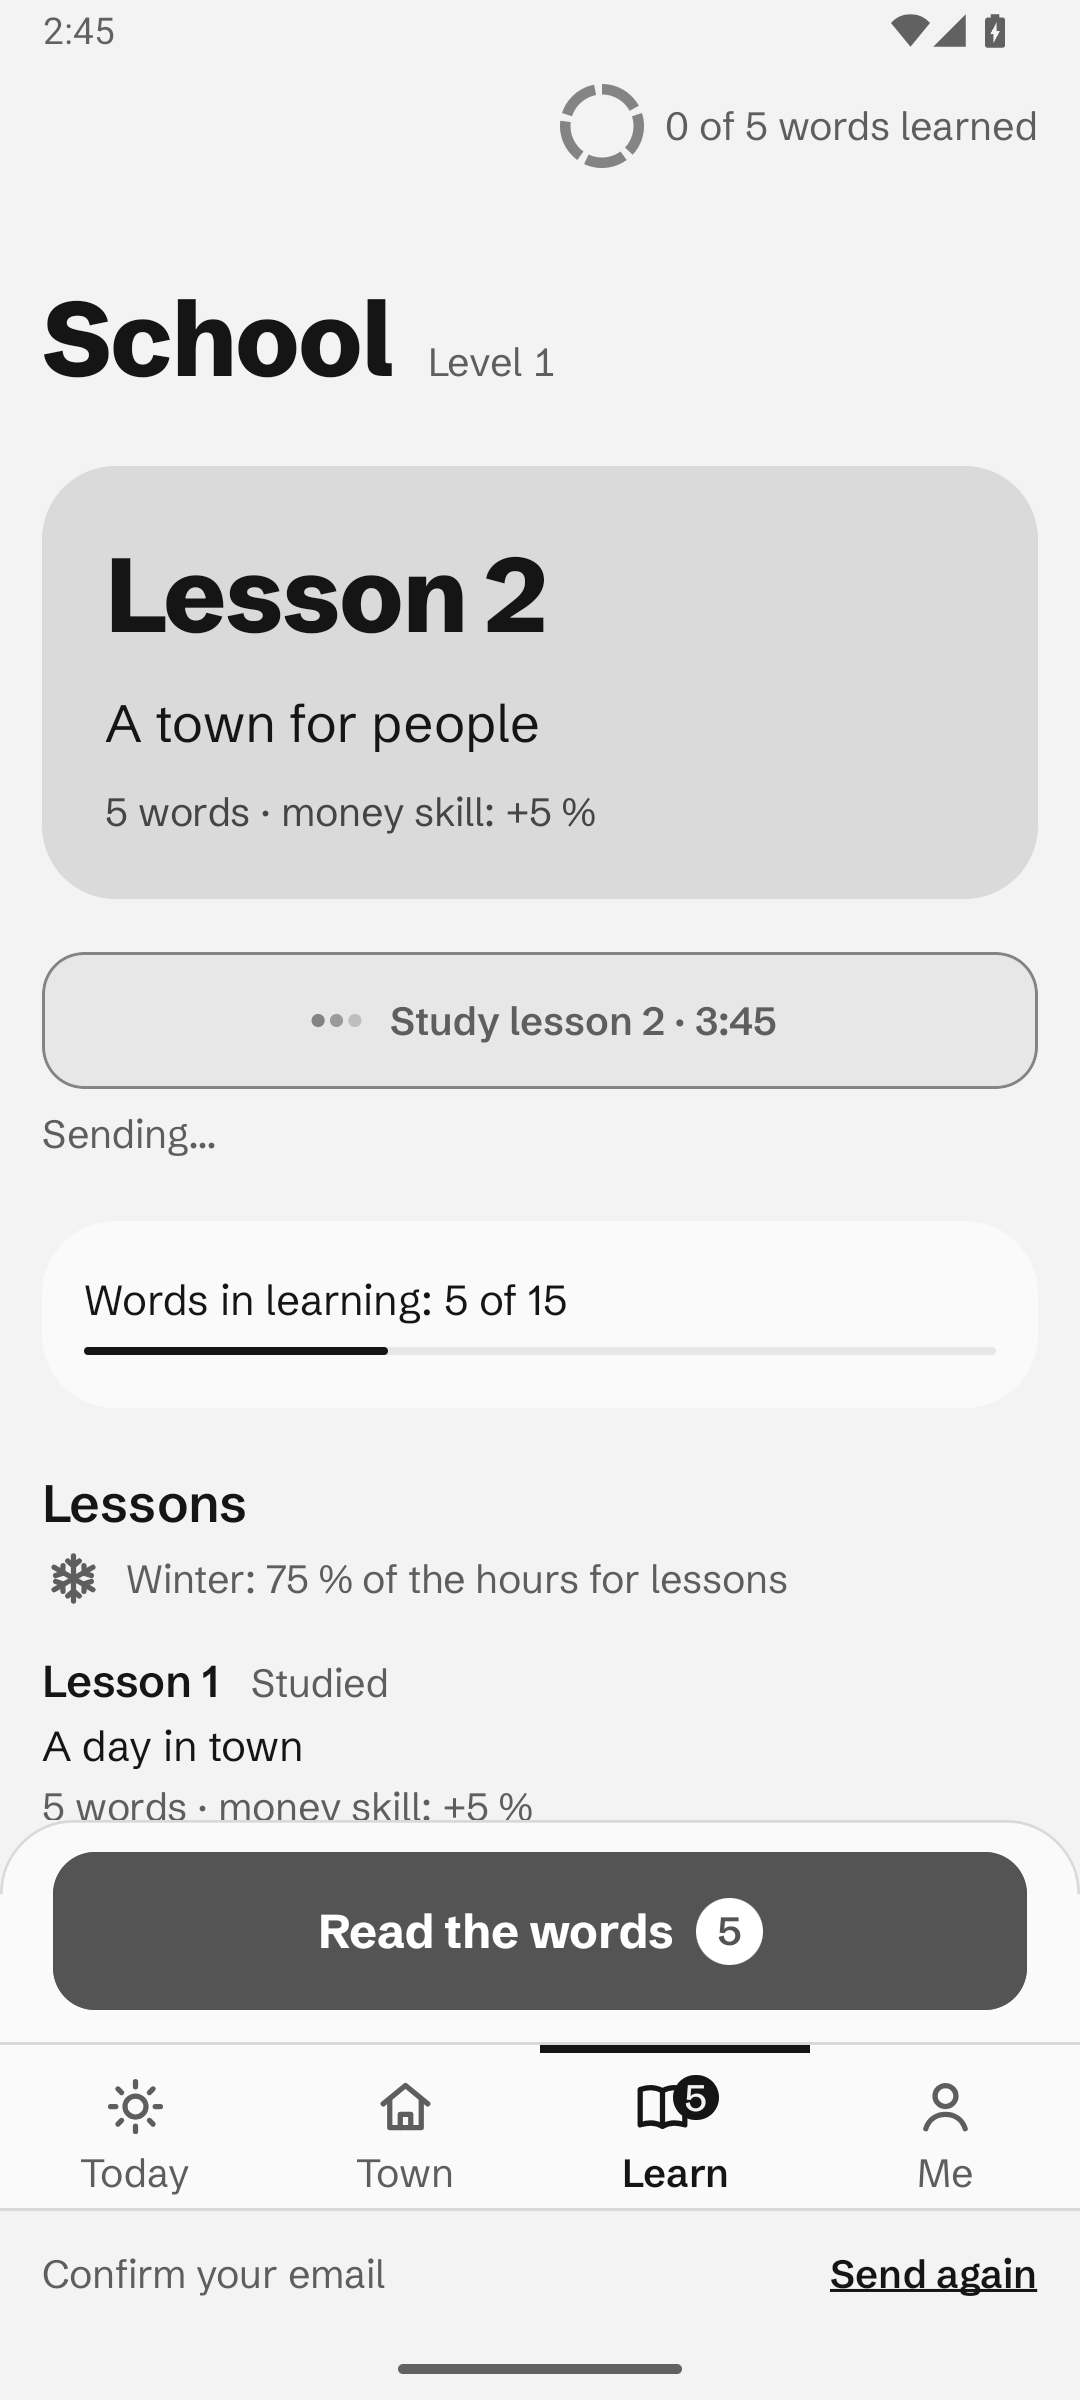 2:45
0 of 5 words learned
School Level 1
Lesson 2
A town for people
5 words · money skill: +5 %
Study lesson 2 · 3:45
Sending...
Words in learning: 5 of 15
Lessons
Winter: 75 % of the hours for lessons
Lesson 1 Studied
A day in town
5 words · money skill: +5 %
Read the words 5
5
Today Town Learn Me
Confirm your email Send again